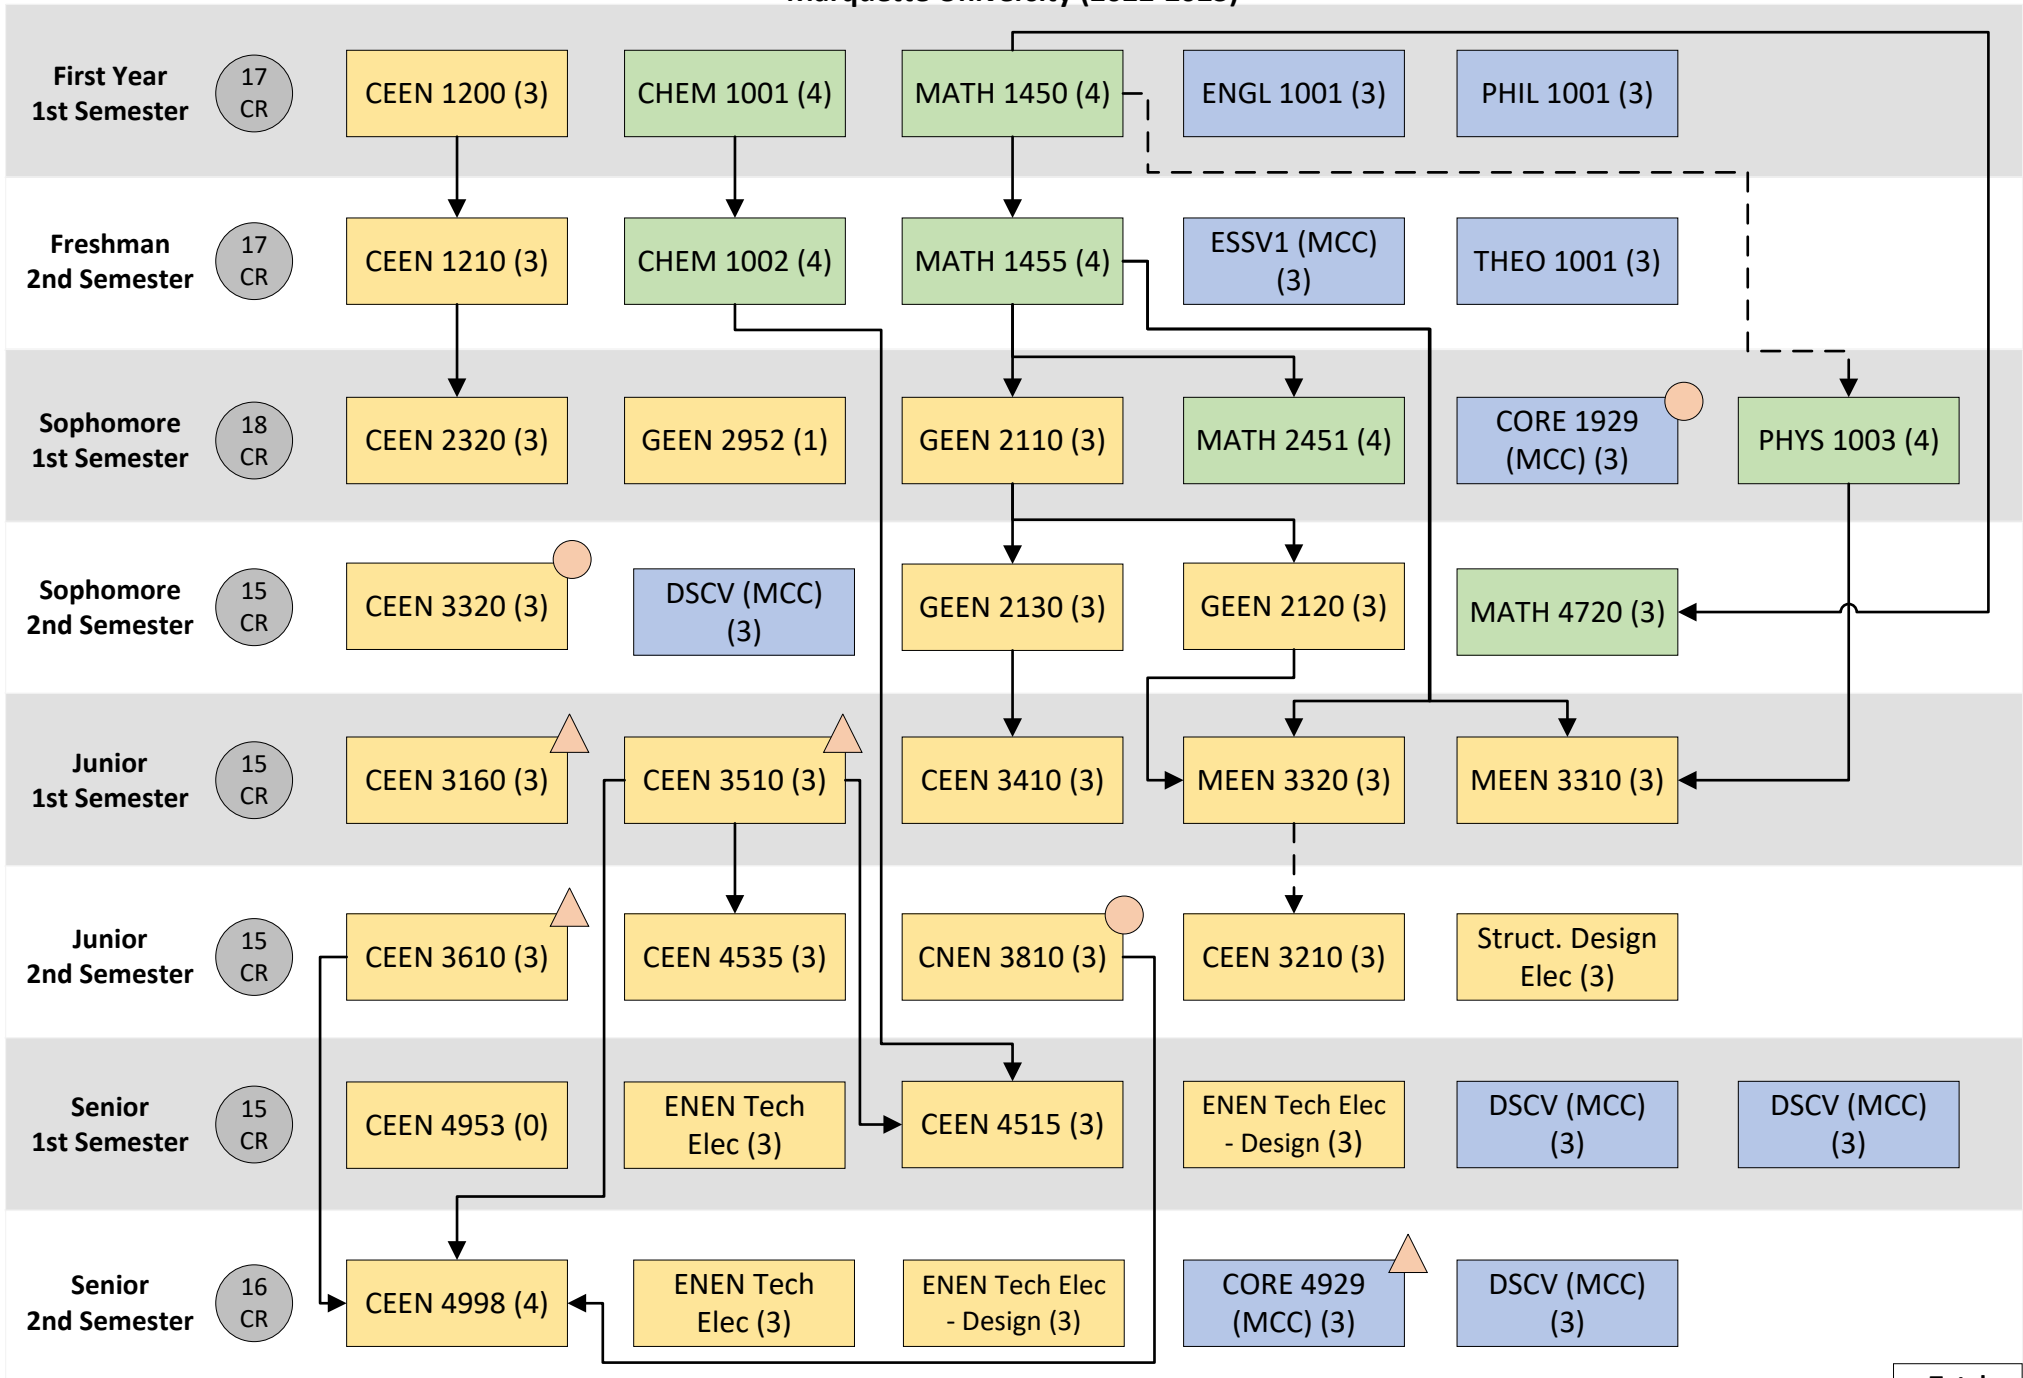 Marquette University (2022-2023)
First Year
1st Semester
17
CR
CEEN 1200 (3)
CHEM 1001 (4)
MATH 1450 (4)
ENGL 1001 (3)
PHIL 1001 (3)
Freshman
2nd Semester
17
CR
CEEN 1210 (3)
CHEM 1002 (4)
MATH 1455 (4)
ESSV1 (MCC)
(3)
THEO 1001 (3)
Sophomore
1st Semester
18
CR
CEEN 2320 (3)
GEEN 2952 (1)
GEEN 2110 (3)
MATH 2451 (4)
CORE 1929
(MCC) (3)
PHYS 1003 (4)
Sophomore
2nd Semester
15
CR
CEEN 3320 (3)
DSCV (MCC)
(3)
GEEN 2130 (3)
GEEN 2120 (3)
MATH 4720 (3)
Junior
1st Semester
15
CR
CEEN 3160 (3)
CEEN 3510 (3)
CEEN 3410 (3)
MEEN 3320 (3)
MEEN 3310 (3)
Junior
2nd Semester
15
CR
CEEN 3610 (3)
CEEN 4535 (3)
CNEN 3810 (3)
CEEN 3210 (3)
Struct. Design
Elec (3)
Senior
1st Semester
15
CR
CEEN 4953 (0)
ENEN Tech
Elec (3)
CEEN 4515 (3)
ENEN Tech Elec
- Design (3)
DSCV (MCC)
(3)
DSCV (MCC)
(3)
Senior
2nd Semester
16
CR
CEEN 4998 (4)
ENEN Tech
Elec (3)
ENEN Tech Elec
- Design (3)
CORE 4929
(MCC) (3)
DSCV (MCC)
(3)
Total